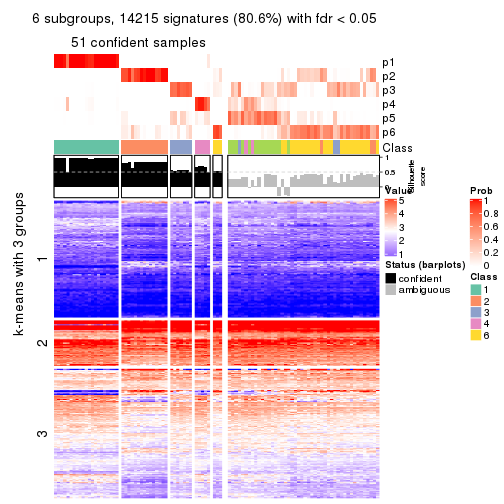 6 subgroups, 14215 signatures (80.6%) with fdr < 0.05
51 confident samples
p1
p2
p3
p4
p5
p6
Class
1
0.5
0
Silhouette
score
k-means with 3 groups
1
2
3
Value
5
4
3
2
1
Status (barplots)
confident
ambiguous
Prob
1
0.8
0.6
0.4
0.2
0
Class
1
2
3
4
5
6